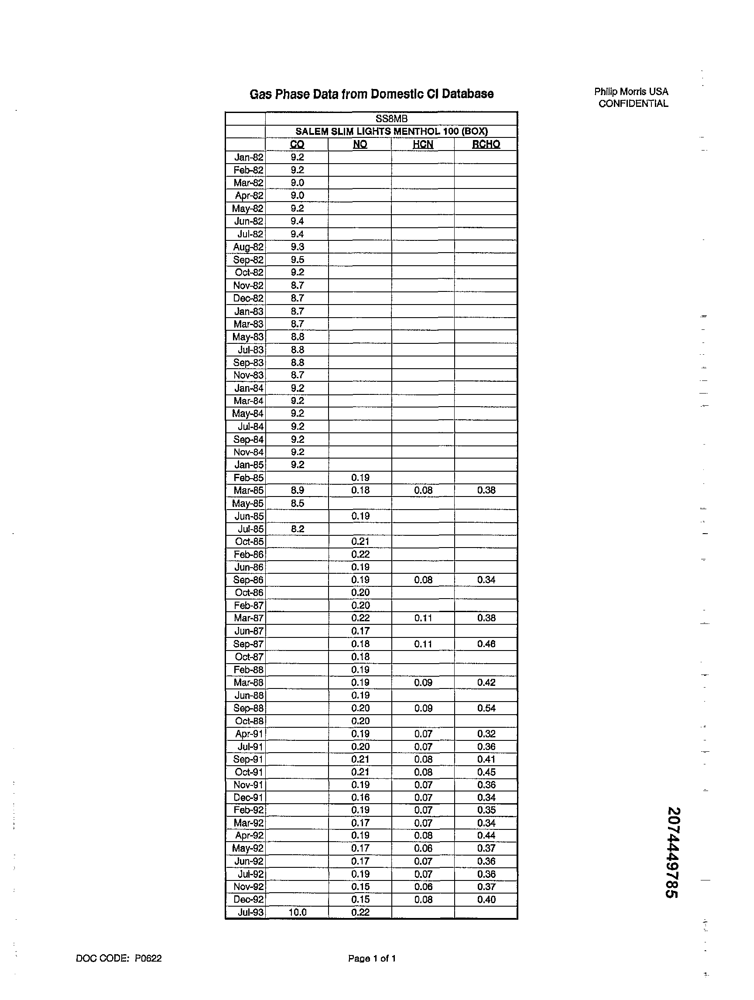 Gas Phase Data from Domestic CI Database
Philip Morris USA
CONFIDENTIAL
SS8MB
SALEM SLIM LIGHTS MENTHOL 100 (BOX)
CO NO HCN RCHO
Jan-82 9.2
Feb-82 9.2
Mar-82 9.0
Apr-82 9.0
May-82 9.2
Jun-82 9.4
Jul-82 9.4
Aug-82 9.3
Sep-82 9.5
Oct-82 9.2
Nov-82 8.7
Dec-82 8.7
Jan-83 8.7
Mar-83 8.7
May-83 8.8
Jul-83 8.8
Sep-83 8.8
Nov-83 8.7
Jan-84 9.2
Mar-84 9.2
May-84 9.2
Jul-84 9.2
Sep-84 9.2
Nov-84 9.2
Jan-85 9.2
Feb-85 0.19
Mar-85 8.9 0.18 0.08 0.38
May-85 8.5
Jun-85 0.19
Jul-85 8.2
Oct-85 0.21
Feb-86 0.22
Jun-86 0.19
Sep-86 0.19 0.08 0.34
Oct-86 0.20
Feb-87 0.20
Mar-87 0.22 0.11 0.38
Jun-87 0.17
Sep-87 0.18 0.11 0.46
Oct-87 0.18
Feb-88 0.19
Mar-88 0.19 0.09 0.42
Jun-88 0.19
Sep-88 0.20 0.09 0.54
Oct-88 0.20
Apr-91 0.19 0.07 0.32
Jul-91 0.20 0.07 0.36
Sep-91 0.21 0.08 0.41
Oct-91 0.21 0.08 0.45
Nov-91 0.19 0.07 0.36
Dec-91 0.16 0.07 0.34
Feb-92 0.19 0.07 0.35
Mar-92 0.17 0.07 0.34
Apr-92 0.19 0.08 0.44
May-92 0.17 0.06 0.37
Jun-92 0.17 0.07 0.36
Jul-92 0.19 0.07 0.36
Nov-92 0.15 0.06 0.37
Dec-92 0.15 0.08 0.40
Jul-93 10.0 0.22
2074449785
DOC CODE: P0622
Page 1 of 1